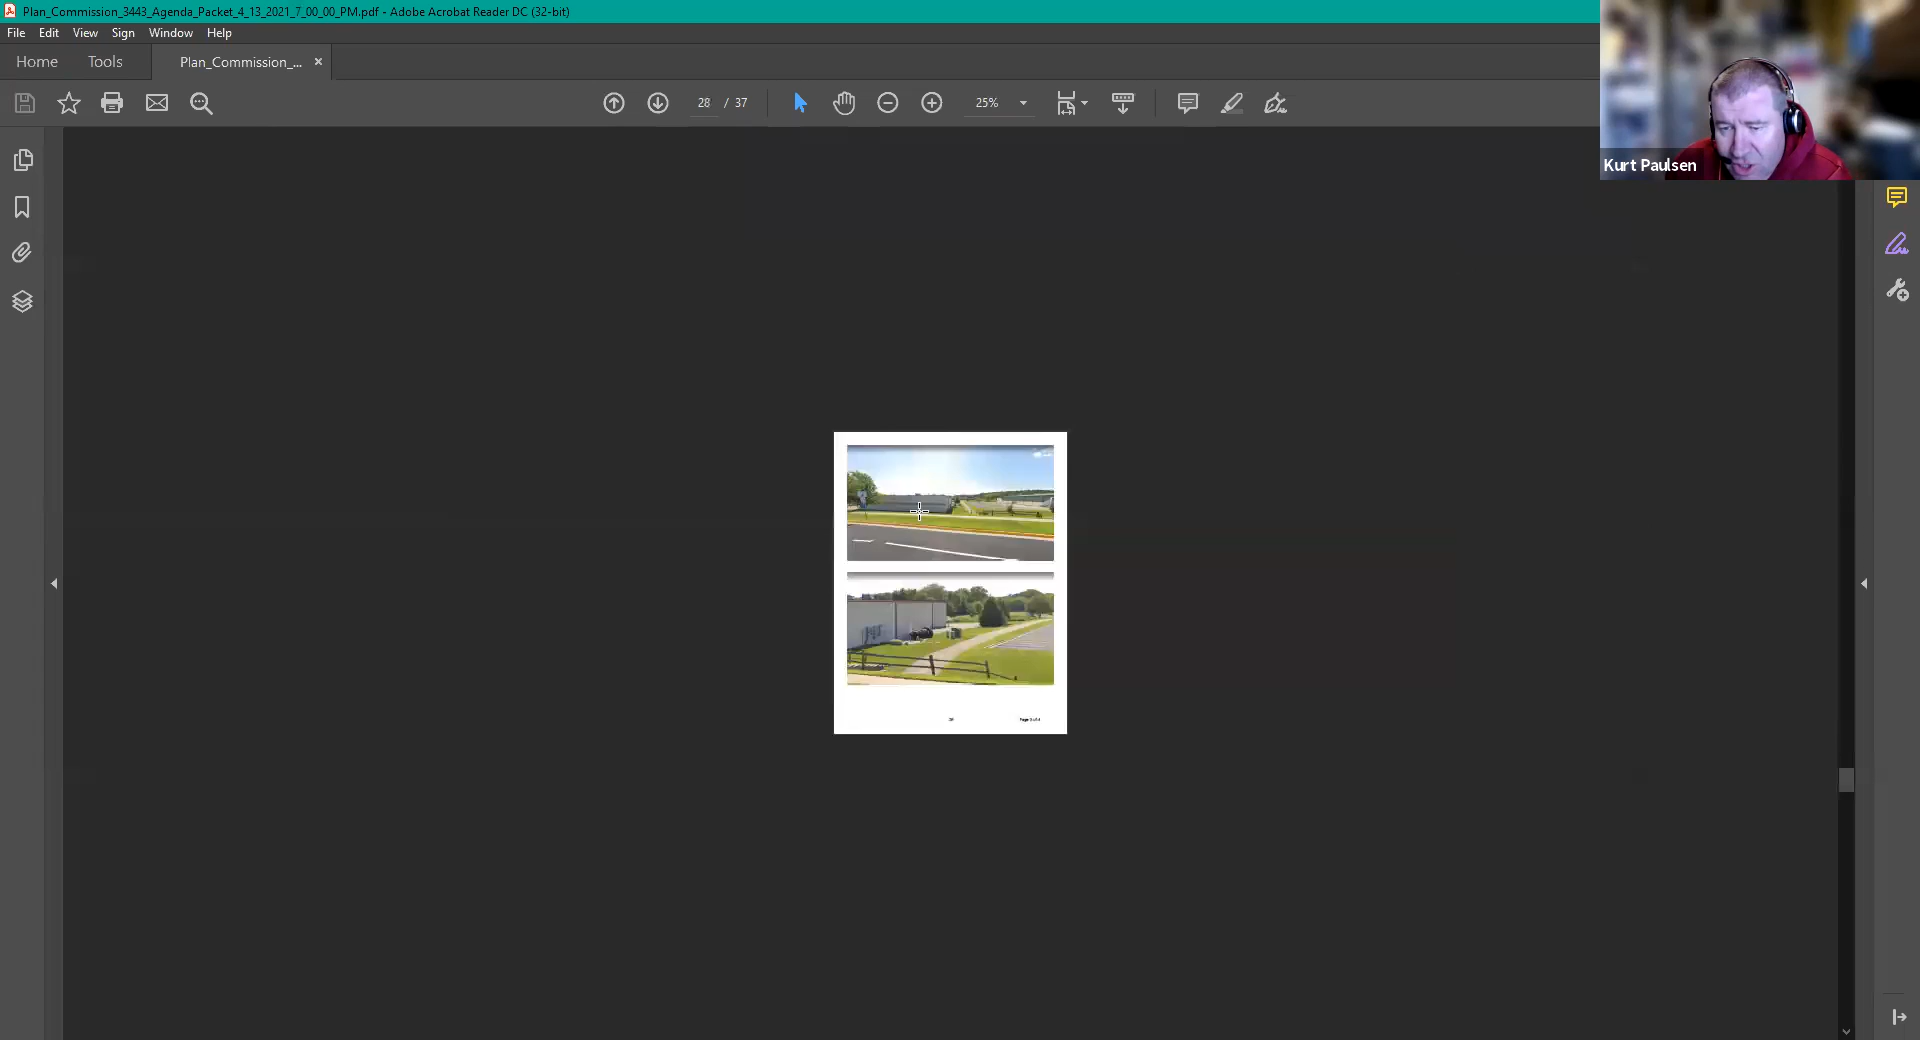 Plan_Commission_3443_Agenda_Packet_4_13_2021_7_00_00_PM.pdf - Adobe Acrobat Reader DC (32-bit)
File Edit View Sign Window Help
Home Tools Plan_Commission_... ×
28 / 37 25%
Kurt Paulsen